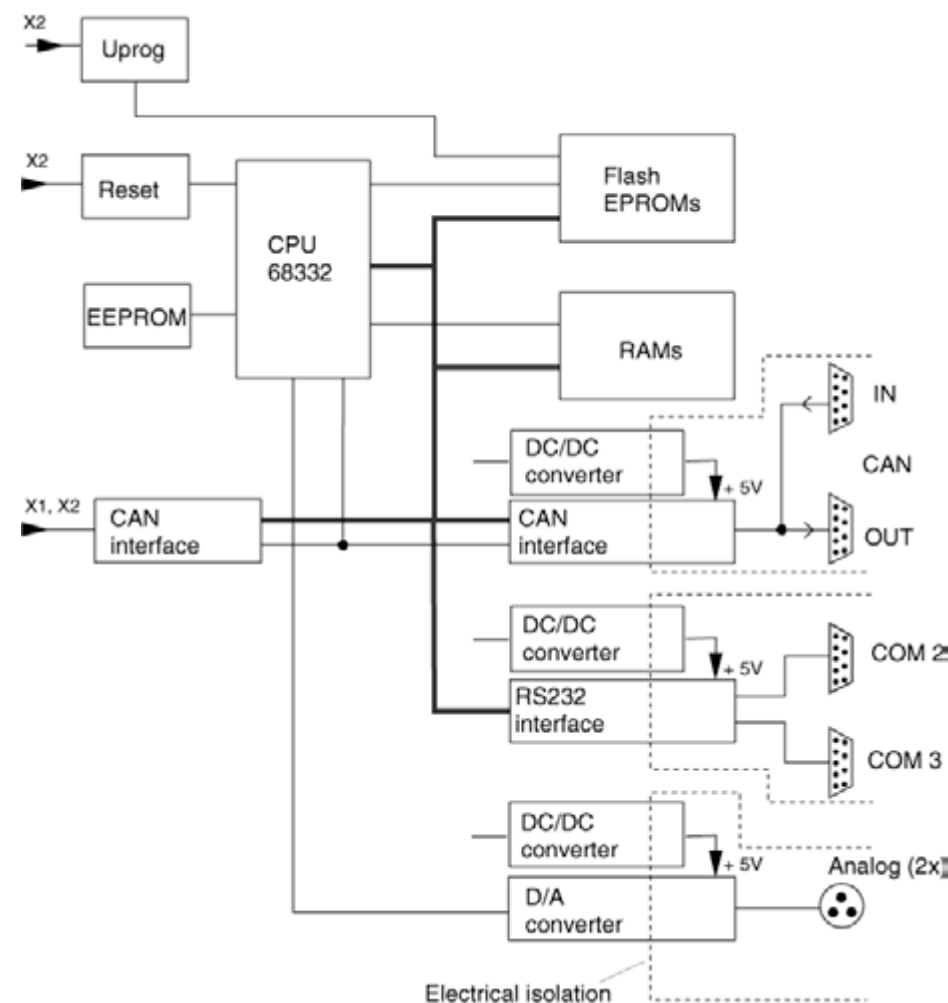 X2
Uprog
X2
Reset
CPU
68332
Flash
EPROMs
EEPROM
RAMs
IN
DC/DC
converter
CAN
+ 5V
X1, X2
CAN
interface
CAN
interface
OUT
DC/DC
converter
COM 2
+ 5V
RS232
interface
COM 3
DC/DC
converter
+ 5V
Analog (2x)
D/A
converter
Electrical isolation